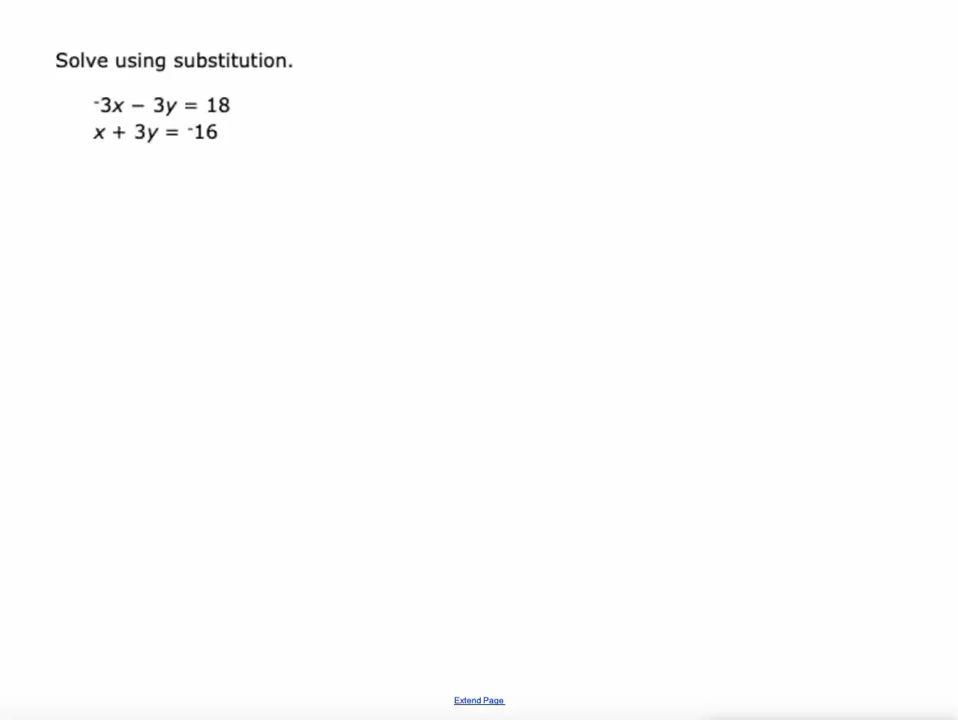 Solve using substitution.
⁻3x − 3y = 18
x + 3y = ⁻16
Extend Page